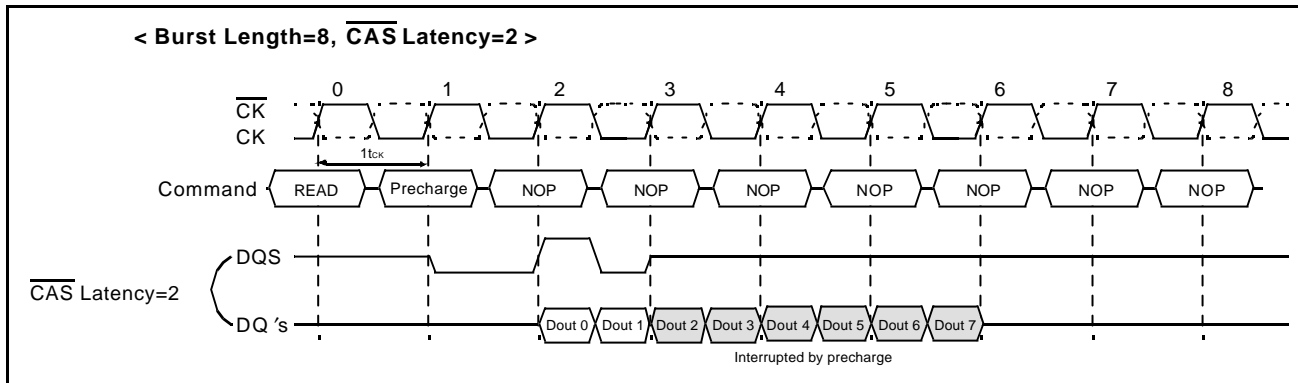 < Burst Length=8, CAS Latency=2 >
0 1 2 3 4 5 6 7 8
CK
CK
1tCK
Command READ Precharge NOP NOP NOP NOP NOP NOP NOP
DQS
CAS Latency=2
DQ's Dout 0 Dout 1 Dout 2 Dout 3 Dout 4 Dout 5 Dout 6 Dout 7
Interrupted by precharge